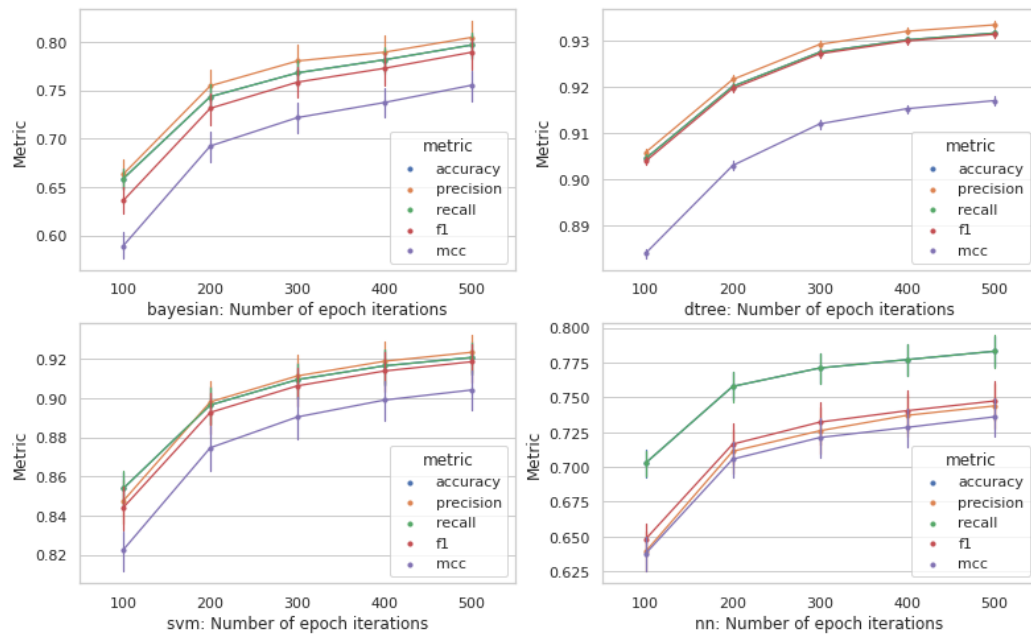 0.80
0.75
0.70
0.65
0.60
Metric
metric
accuracy
precision
recall
f1
mcc
100 200 300 400 500
bayesian: Number of epoch iterations
0.93
0.92
0.91
0.90
0.89
Metric
metric
accuracy
precision
recall
f1
mcc
100 200 300 400 500
dtree: Number of epoch iterations
0.92
0.90
0.88
0.86
0.84
0.82
Metric
metric
accuracy
precision
recall
f1
mcc
100 200 300 400 500
svm: Number of epoch iterations
0.800
0.775
0.750
0.725
0.700
0.675
0.650
0.625
Metric
metric
accuracy
precision
recall
f1
mcc
100 200 300 400 500
nn: Number of epoch iterations